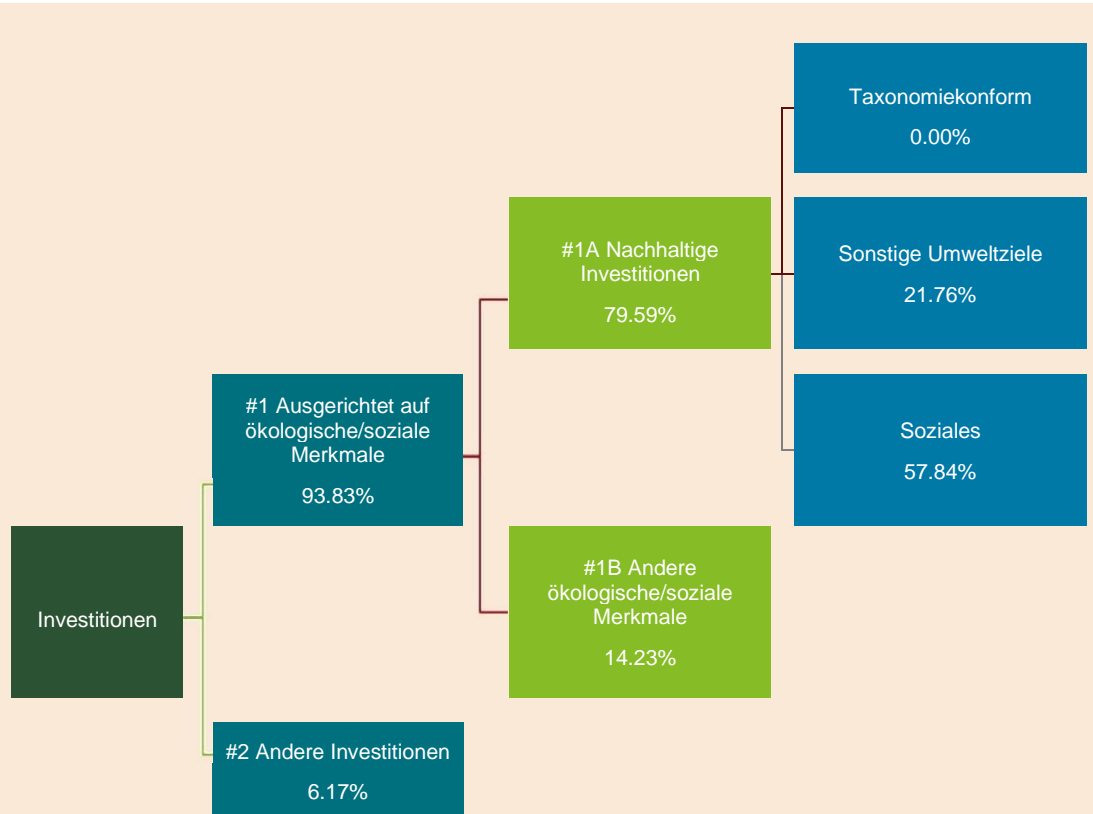 Taxonomiekonform
0.00%
#1A Nachhaltige
Investitionen
79.59%
Sonstige Umweltziele
21.76%
#1 Ausgerichtet auf
ökologische/soziale
Merkmale
93.83%
Soziales
57.84%
Investitionen
#1B Andere
ökologische/soziale
Merkmale
14.23%
#2 Andere Investitionen
6.17%